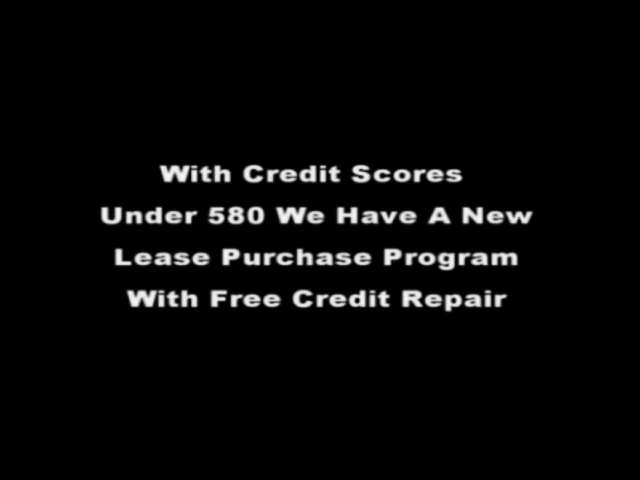 With Credit Scores
Under 580 We Have A New
Lease Purchase Program
With Free Credit Repair